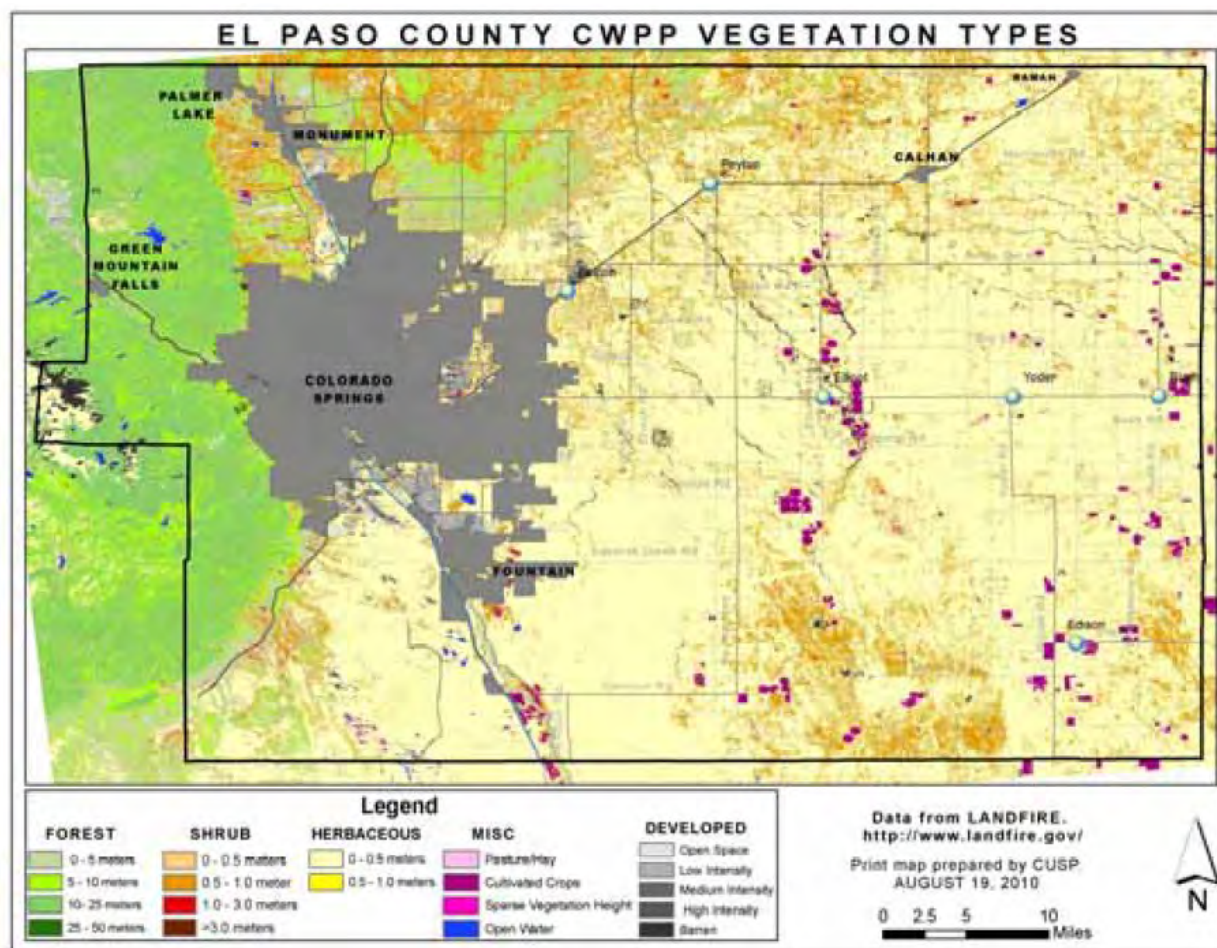 EL PASO COUNTY CWPP VEGETATION TYPES
PALMER
LAKE
MONUMENT
RAMAH
CALHAN
Peyton
GREEN
MOUNTAIN
FALLS
COLORADO
SPRINGS
Yoder
FOUNTAIN
Edison
Legend
FOREST
0 - 5 meters
5 - 10 meters
10- 25 meters
25 - 50 meters
SHRUB
0 - 0.5 meters
0.5 - 1.0 meter
1.0 - 3.0 meters
>3.0 meters
HERBACEOUS
0 - 0.5 meters
0.5 - 1.0 meters
MISC
Pasture/Hay
Cultivated Crops
Sparse Vegetation Height
Open Water
DEVELOPED
Open Space
Low Intensity
Medium Intensity
High Intensity
Barren
Data from LANDFIRE.
http://www.landfire.gov/
Print map prepared by CUSP
AUGUST 19, 2010
0 2.5 5 10
Miles
N